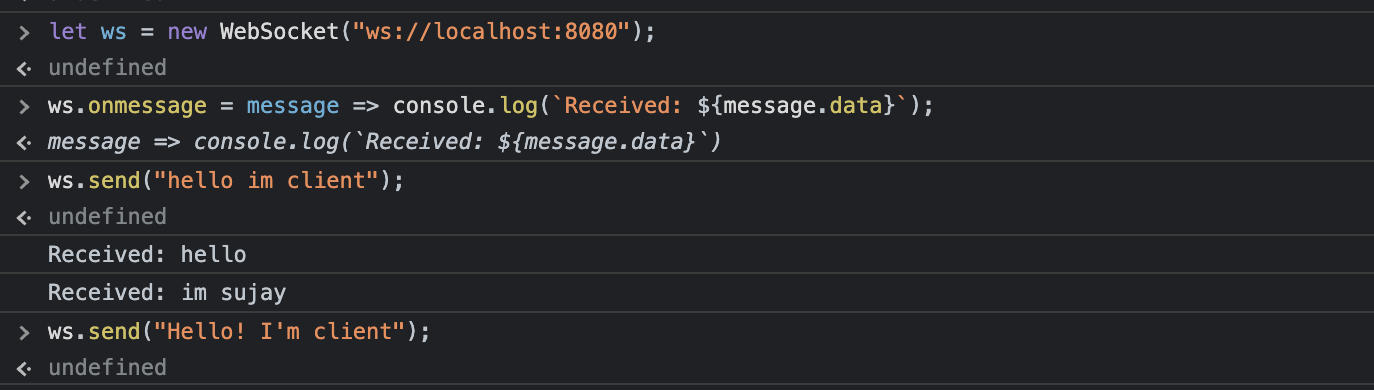 > let ws = new WebSocket("ws://localhost:8080");
<· undefined
> ws.onmessage = message => console.log(`Received: ${message.data}`);
<· message => console.log(`Received: ${message.data}`)
> ws.send("hello im client");
<· undefined
Received: hello
Received: im sujay
> ws.send("Hello! I'm client");
<· undefined